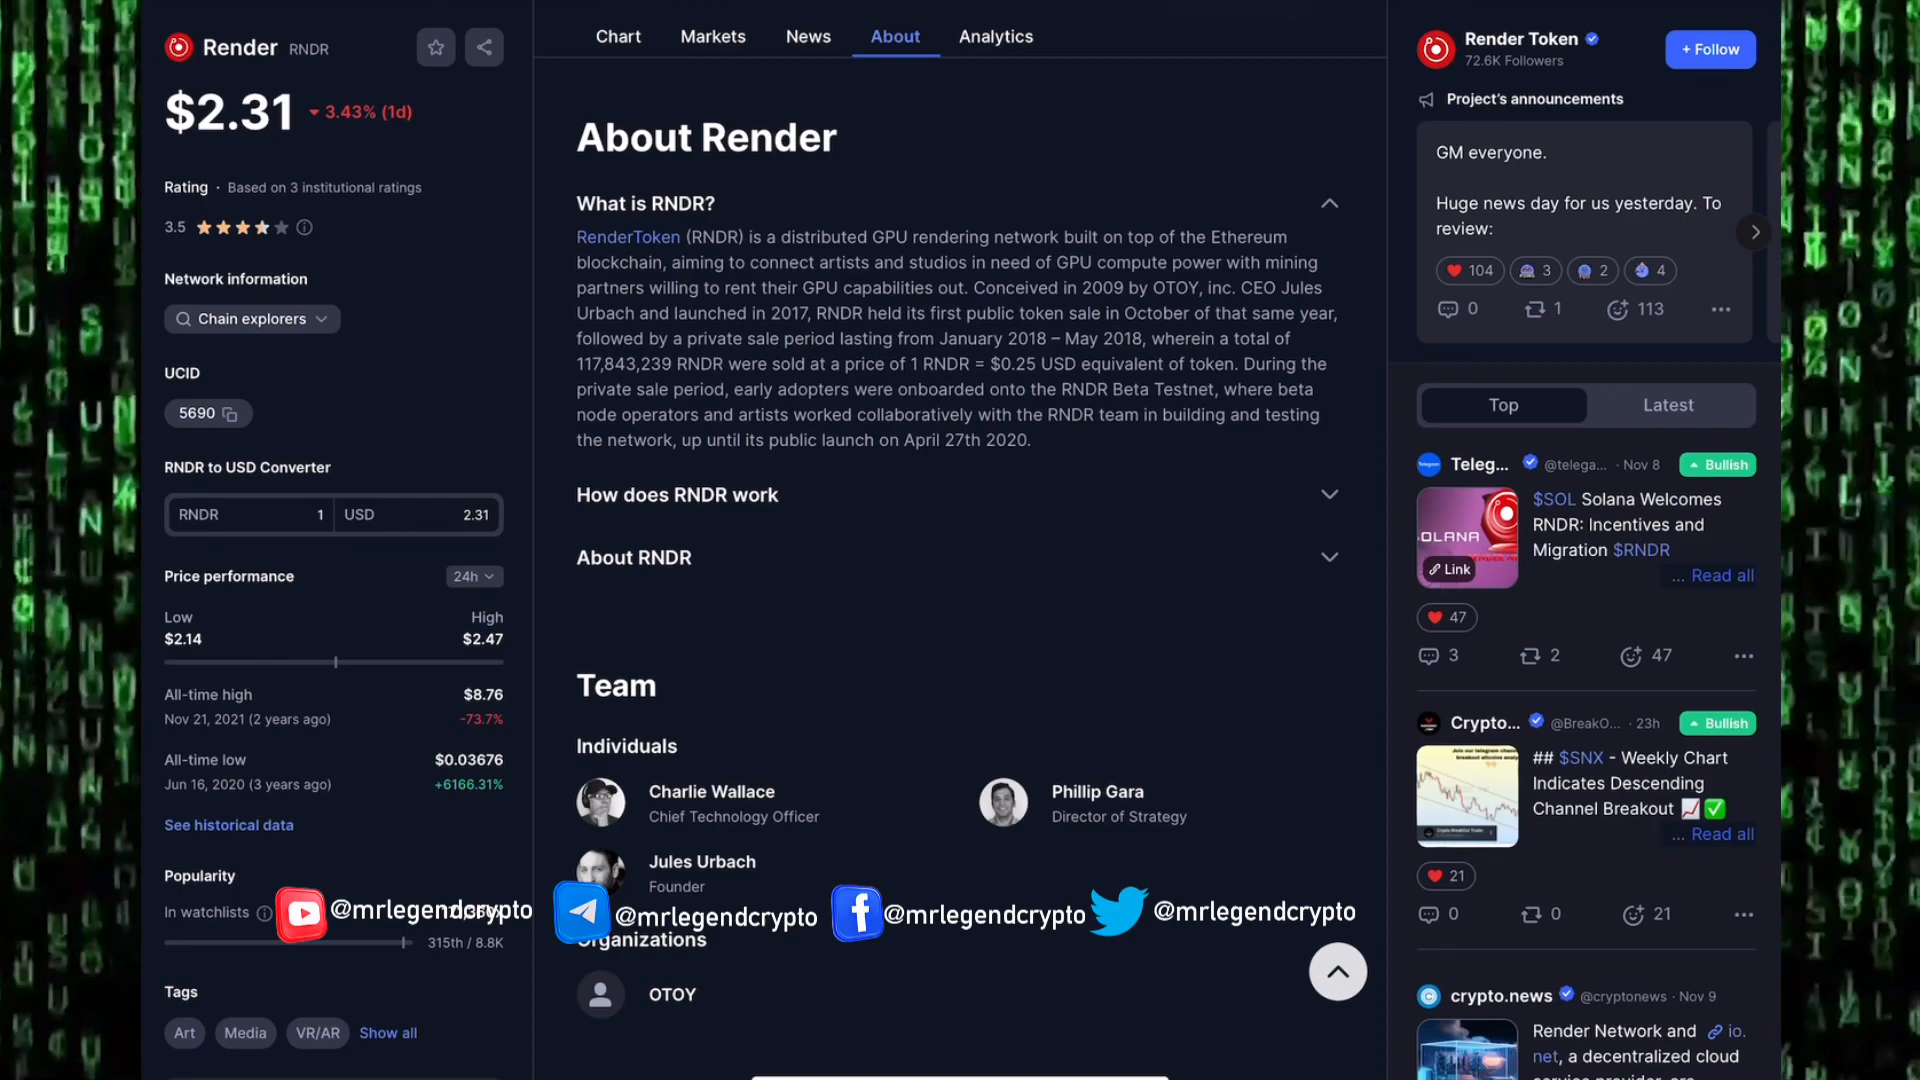 Render RNDR
$2.31 3.43% (1d)
Rating · Based on 3 institutional ratings
3.5
Network information
Chain explorers
UCID
5690
RNDR to USD Converter
RNDR 1 USD 2.31
Price performance 24h
Low High
$2.14 $2.47
All-time high $8.76
Nov 21, 2021 (2 years ago) -73.7%
All-time low $0.03676
Jun 16, 2020 (3 years ago) +6166.31%
See historical data
Popularity
In watchlists
315th / 8.8K
Tags
Art Media VR/AR Show all
Chart Markets News About Analytics
About Render
What is RNDR?
RenderToken (RNDR) is a distributed GPU rendering network built on top of the Ethereum
blockchain, aiming to connect artists and studios in need of GPU compute power with mining
partners willing to rent their GPU capabilities out. Conceived in 2009 by OTOY, inc. CEO Jules
Urbach and launched in 2017, RNDR held its first public token sale in October of that same year,
followed by a private sale period lasting from January 2018 – May 2018, wherein a total of
117,843,239 RNDR were sold at a price of 1 RNDR = $0.25 USD equivalent of token. During the
private sale period, early adopters were onboarded onto the RNDR Beta Testnet, where beta
node operators and artists worked collaboratively with the RNDR team in building and testing
the network, up until its public launch on April 27th 2020.
How does RNDR work
About RNDR
Team
Individuals
Charlie Wallace
Chief Technology Officer
Phillip Gara
Director of Strategy
Jules Urbach
Founder
@mrlegendcrypto @mrlegendcrypto @mrlegendcrypto @mrlegendcrypto
Organizations
OTOY
Render Token
72.6K Followers
+ Follow
Project's announcements
GM everyone.
Huge news day for us yesterday. To
review:
104 3 2 4
0 1 113 ...
Top Latest
Teleg... @telega... · Nov 8 Bullish
$SOL Solana Welcomes
RNDR: Incentives and
Migration $RNDR
... Read all
OLANA
Link
47
3 2 47 ...
Crypto... @BreakO... · 23h Bullish
## $SNX - Weekly Chart
Indicates Descending
Channel Breakout
... Read all
21
0 0 21 ...
crypto.news @cryptonews · Nov 9
Render Network and io.
net, a decentralized cloud